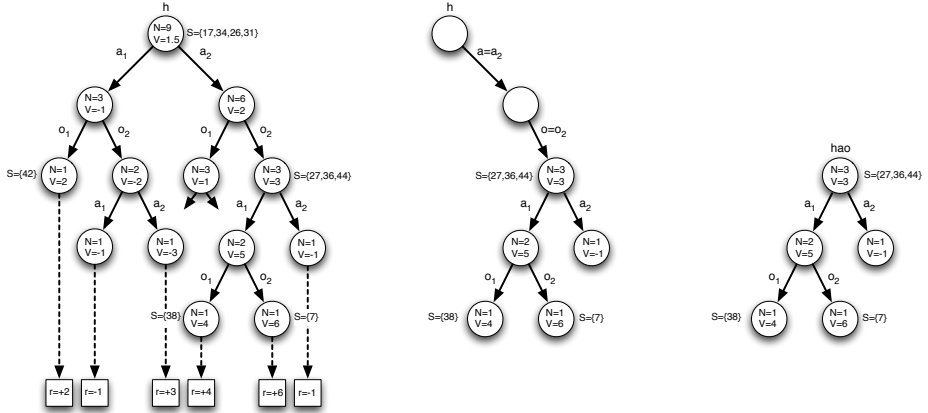 h
N=9
V=1.5
S={17,34,26,31}
a1
a2
N=3
V=-1
N=6
V=2
o1
o2
o1
o2
S={42}
N=1
V=2
N=2
V=-2
N=3
V=1
N=3
V=3
S={27,36,44}
a1
a2
a1
a2
N=1
V=-1
N=1
V=-3
N=2
V=5
N=1
V=-1
o1
o2
S={38}
N=1
V=4
N=1
V=6
S={7}
r=+2
r=-1
r=+3
r=+4
r=+6
r=-1
h
a=a2
o=o2
S={27,36,44}
N=3
V=3
a1
a2
N=2
V=5
N=1
V=-1
o1
o2
S={38}
N=1
V=4
N=1
V=6
S={7}
hao
N=3
V=3
S={27,36,44}
a1
a2
N=2
V=5
N=1
V=-1
o1
o2
S={38}
N=1
V=4
N=1
V=6
S={7}